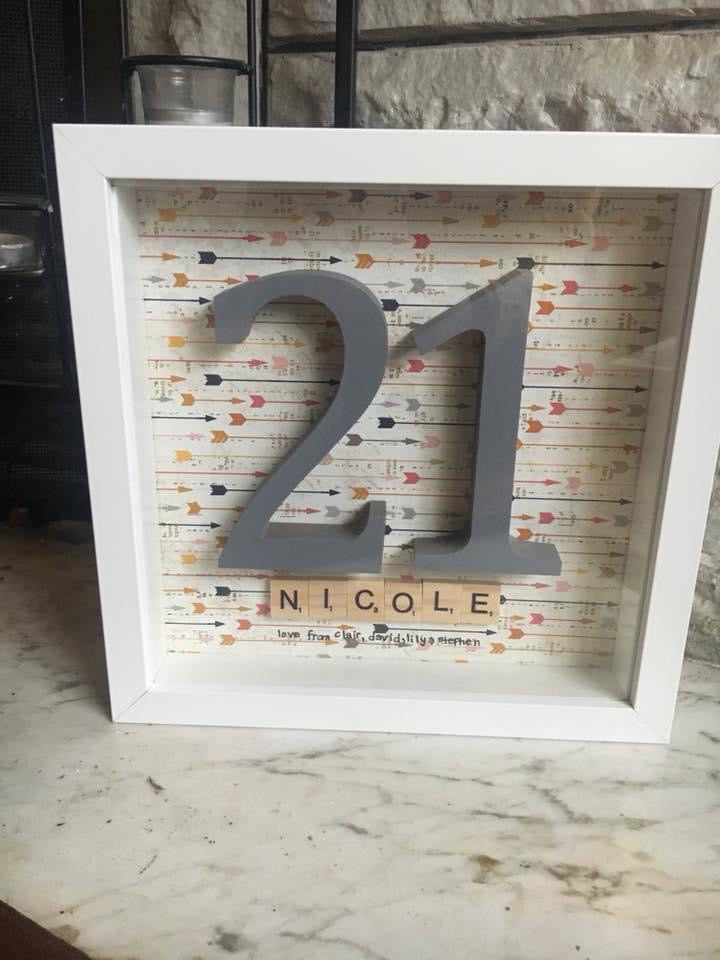 21
NICOLE
love from clair, david, lily & stephen